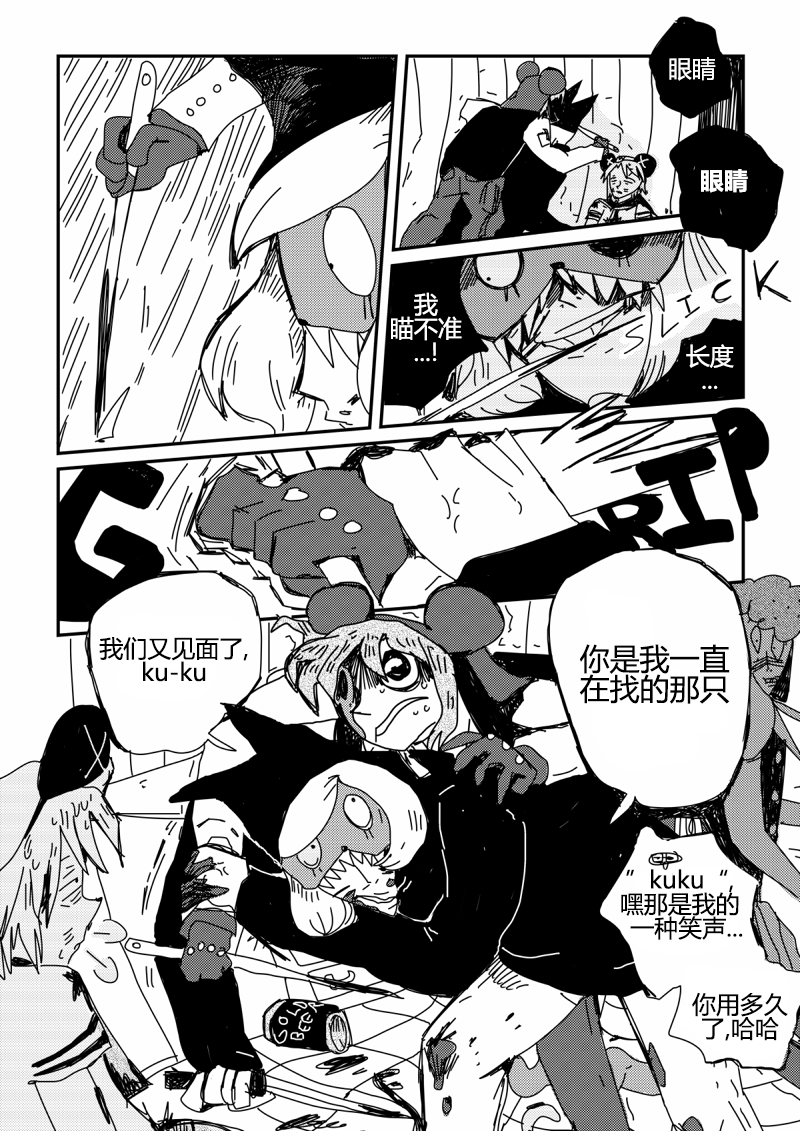 眼睛
眼睛
我
瞄不准
...!
SLICK
长度
...
GRIP
我们又见面了,
ku-ku
你是我一直
在找的那只
“ kuku “,
嘿那是我的
一种笑声...
你用多久
了,哈哈
COLD
BEER